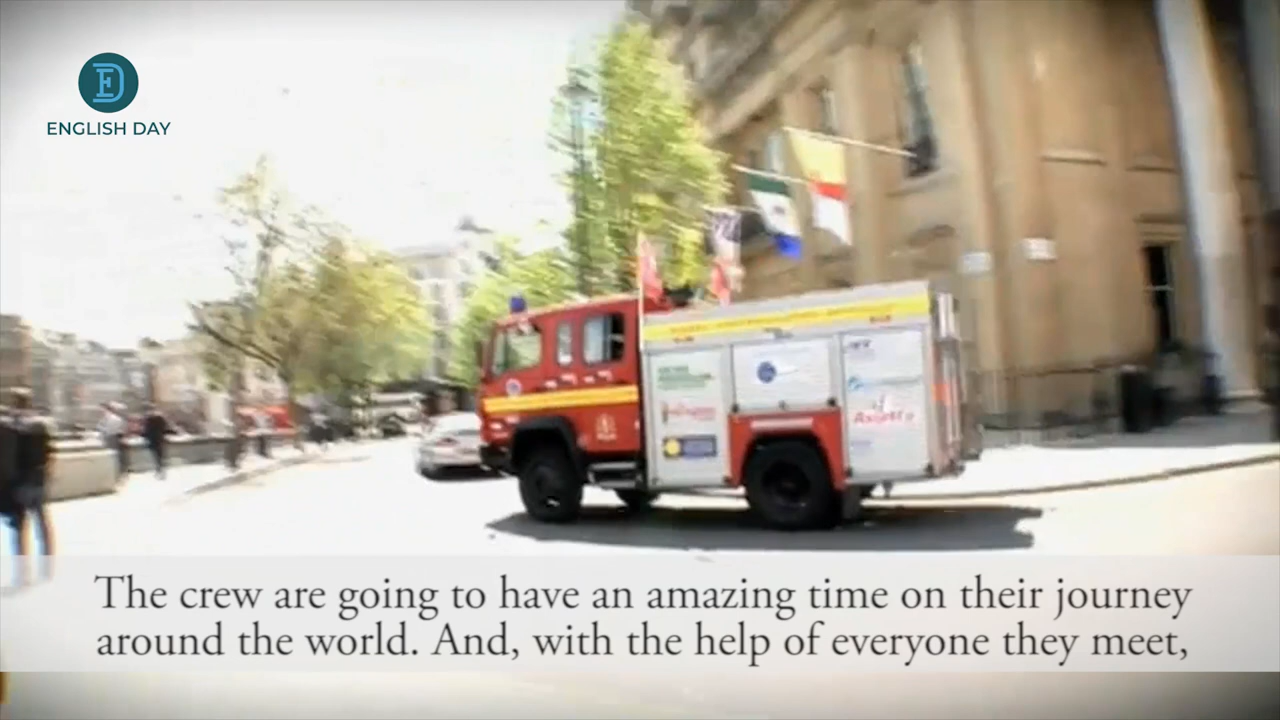 ENGLISH DAY
The crew are going to have an amazing time on their journey
around the world. And, with the help of everyone they meet,